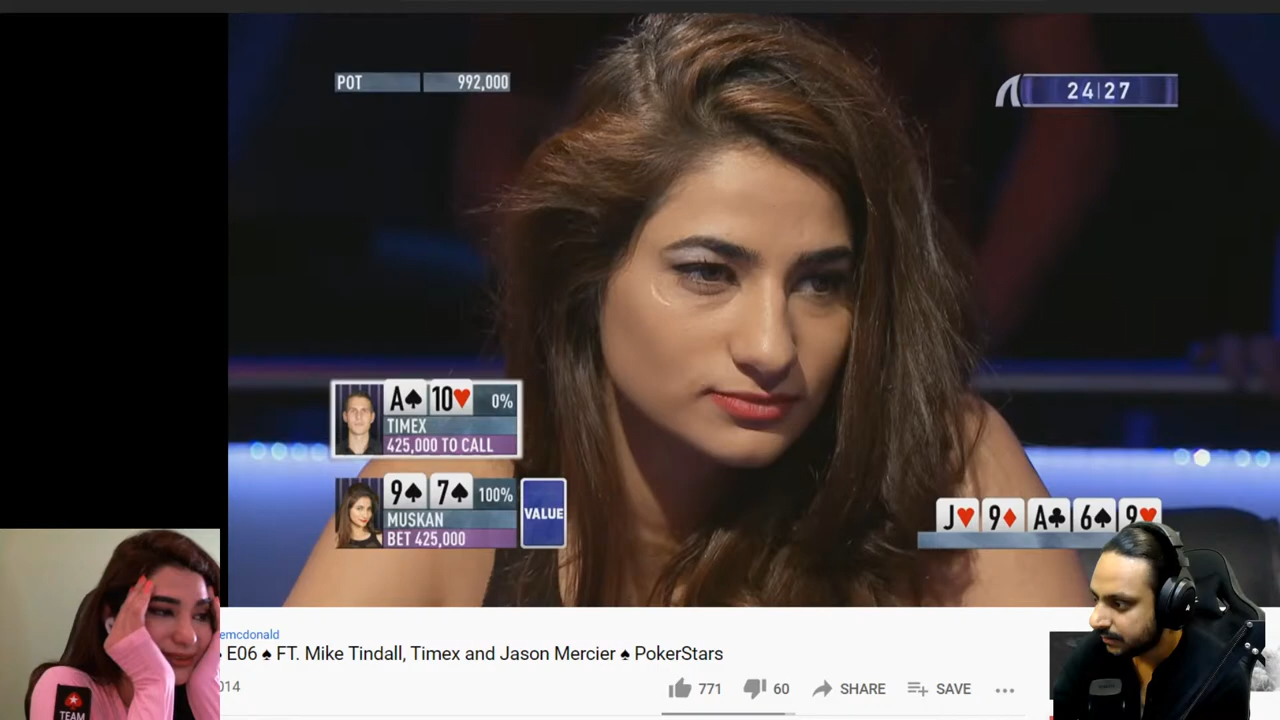 POT 992,000
24|27
A♠ 10♥ 0%
TIMEX
425,000 TO CALL
9♠ 7♠ 100%
MUSKAN
BET 425,000
VALUE
J♥ 9♦ A♣ 6♠ 9♥
emcdonald
E06 ♠ FT. Mike Tindall, Timex and Jason Mercier ♠ PokerStars
014
771
60
SHARE
SAVE
...
TEAM